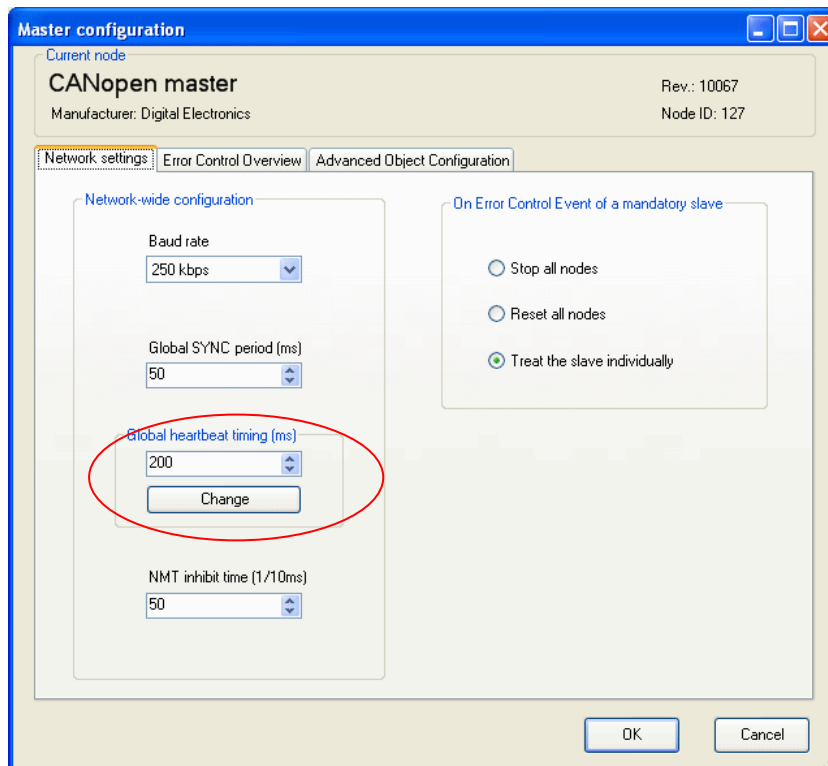 Master configuration
Current node
CANopen master
Rev.: 10067
Manufacturer: Digital Electronics
Node ID: 127
Network settings
Error Control Overview
Advanced Object Configuration
Network-wide configuration
Baud rate
250 kbps
Global SYNC period (ms)
50
Global heartbeat timing (ms)
200
Change
NMT inhibit time (1/10ms)
50
On Error Control Event of a mandatory slave
Stop all nodes
Reset all nodes
Treat the slave individually
OK
Cancel